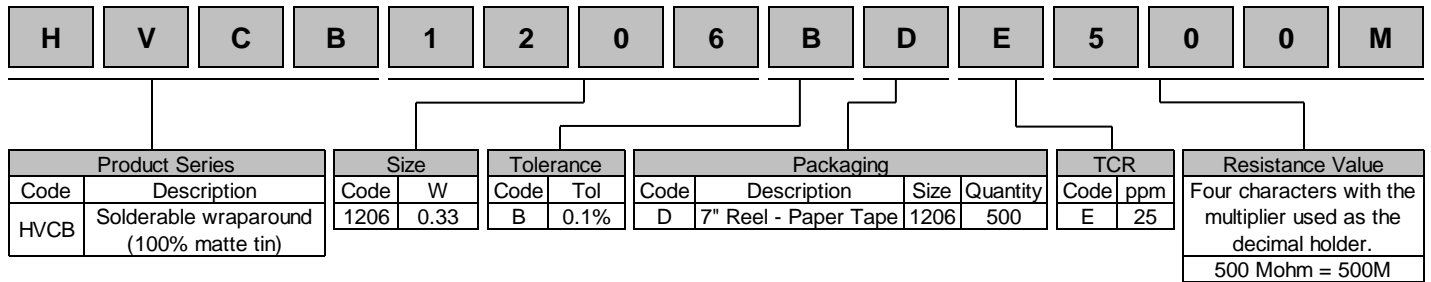 H V C B 1 2 0 6 B D E 5 0 0 M
Product Series
Code Description
HVCB Solderable wraparound
(100% matte tin)
Size
Code W
1206 0.33
Tolerance
Code Tol
B 0.1%
Packaging
Code Description Size Quantity
D 7" Reel - Paper Tape 1206 500
TCR
Code ppm
E 25
Resistance Value
Four characters with the
multiplier used as the
decimal holder.
500 Mohm = 500M